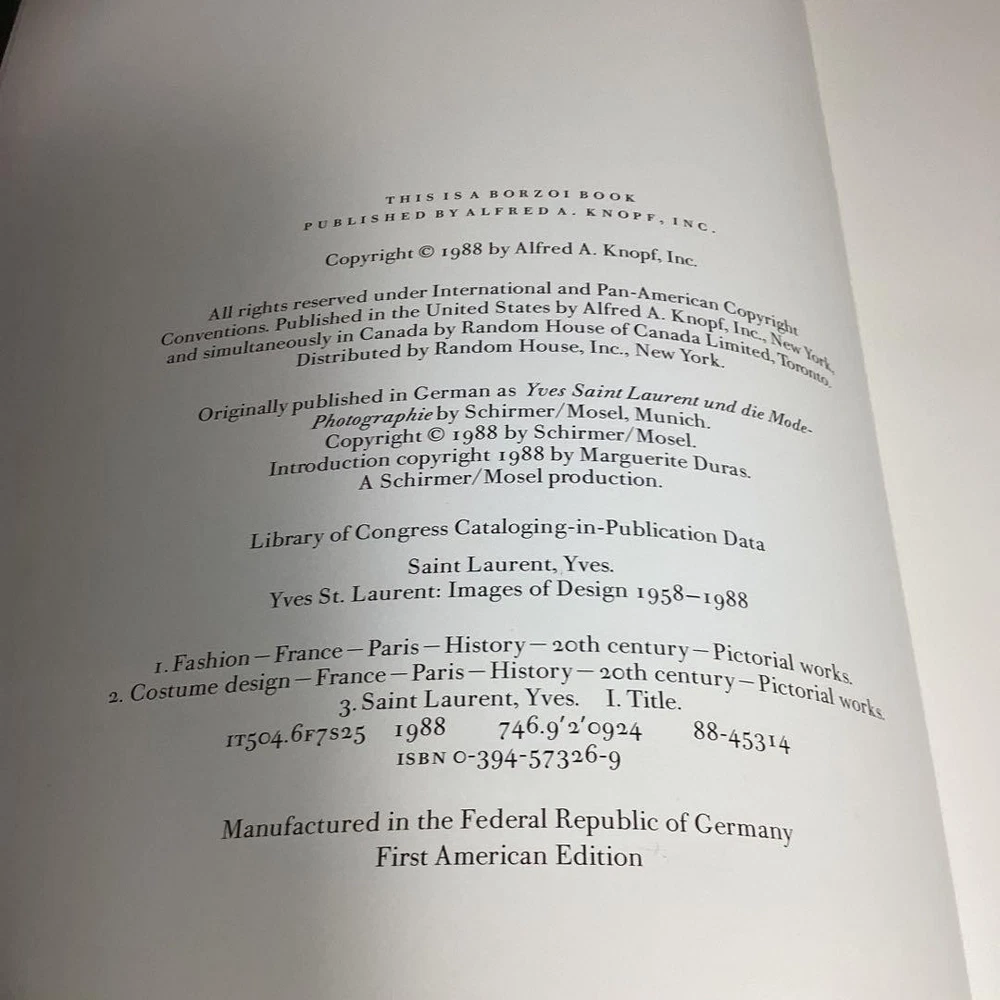 THIS IS A BORZOI BOOK
PUBLISHED BY ALFRED A. KNOPF, INC.
Copyright © 1988 by Alfred A. Knopf, Inc.
All rights reserved under International and Pan-American Copyright
Conventions. Published in the United States by Alfred A. Knopf, Inc., New York,
and simultaneously in Canada by Random House of Canada Limited, Toronto.
Distributed by Random House, Inc., New York.
Originally published in German as Yves Saint Laurent und die Mode-
Photographie by Schirmer/Mosel, Munich.
Copyright © 1988 by Schirmer/Mosel.
Introduction copyright 1988 by Marguerite Duras.
A Schirmer/Mosel production.
Library of Congress Cataloging-in-Publication Data
Saint Laurent, Yves.
Yves St. Laurent: Images of Design 1958–1988
1. Fashion — France — Paris — History — 20th century — Pictorial works.
2. Costume design — France — Paris — History — 20th century — Pictorial works.
3. Saint Laurent, Yves. I. Title.
IT504.6F7S25 1988 746.9'2'0924 88-45314
ISBN 0-394-57326-9
Manufactured in the Federal Republic of Germany
First American Edition